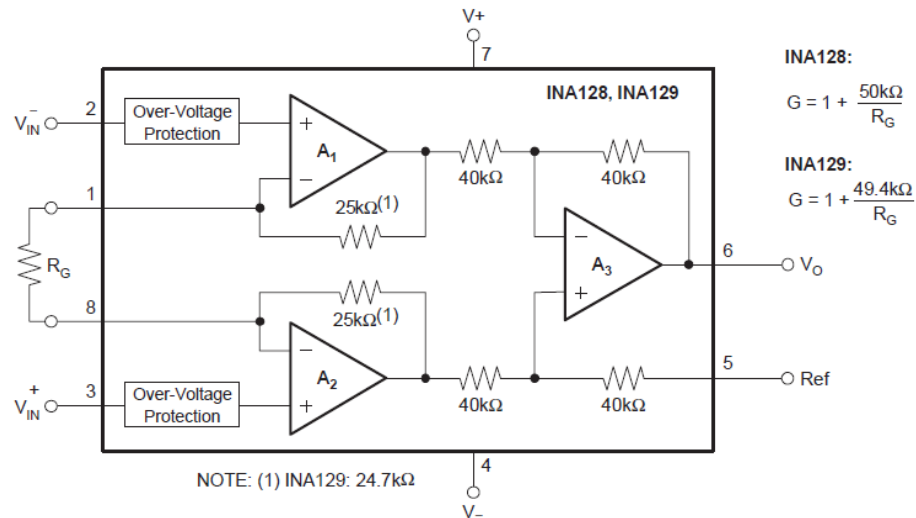 V+
7
INA128, INA129
INA128:
G = 1 + 50kΩ / R_G
INA129:
G = 1 + 49.4kΩ / R_G
V_IN^-
2
Over-Voltage
Protection
+
A1
−
40kΩ
40kΩ
1
25kΩ(1)
R_G
−
A3
+
6
V_O
8
25kΩ(1)
−
A2
+
5
Ref
V_IN^+
3
Over-Voltage
Protection
40kΩ
40kΩ
4
NOTE: (1) INA129: 24.7kΩ
V−